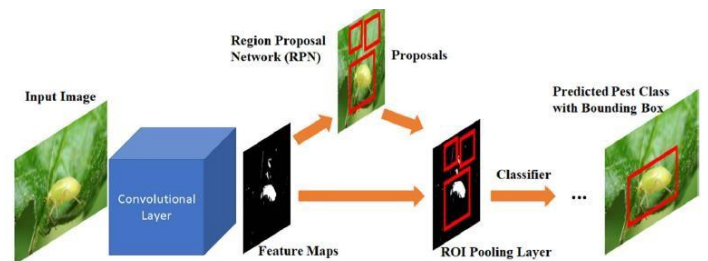 Region Proposal
Network (RPN)
Proposals
Input Image
Predicted Pest Class
with Bounding Box
Convolutional
Layer
Classifier
...
Feature Maps
ROI Pooling Layer